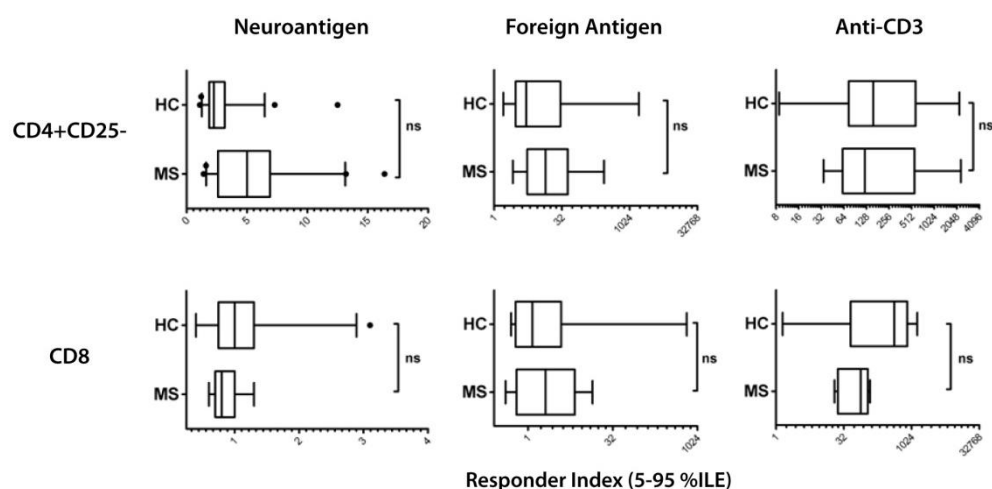 Neuroantigen Foreign Antigen Anti-CD3
CD4+CD25-
HC
MS
ns
0 5 10 15 20
HC
MS
ns
1 32 1024 32768
HC
MS
ns
8 16 32 64 128 256 512 1024 2048 4096
CD8
HC
MS
ns
1 2 3 4
HC
MS
ns
1 32 1024
HC
MS
ns
1 32 1024 32768
Responder Index (5-95 %ILE)